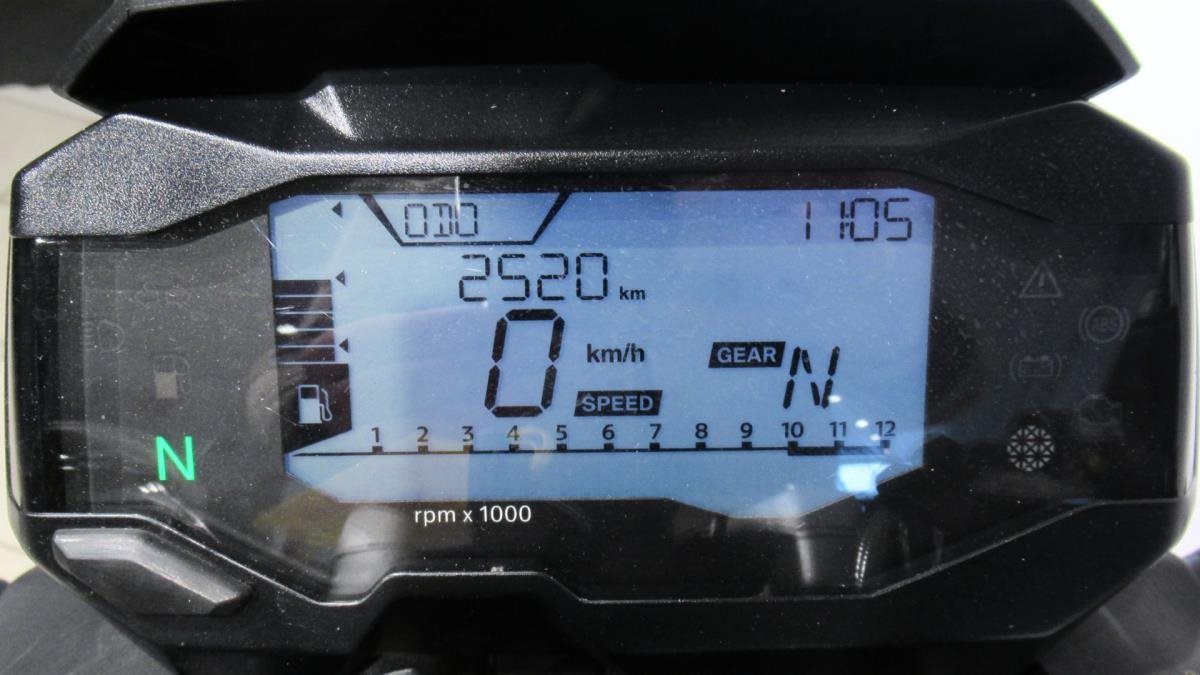 ODO 11:05
2520 km
0 km/h GEAR N
SPEED
1 2 3 4 5 6 7 8 9 10 11 12
N
rpm x 1000
ABS